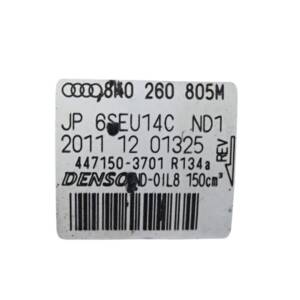 8K0 260 805M
JP 6SEU14C ND1
2011 12 01325
447150-3701 R134a
DENSO ND-OIL8 150cm³
REV